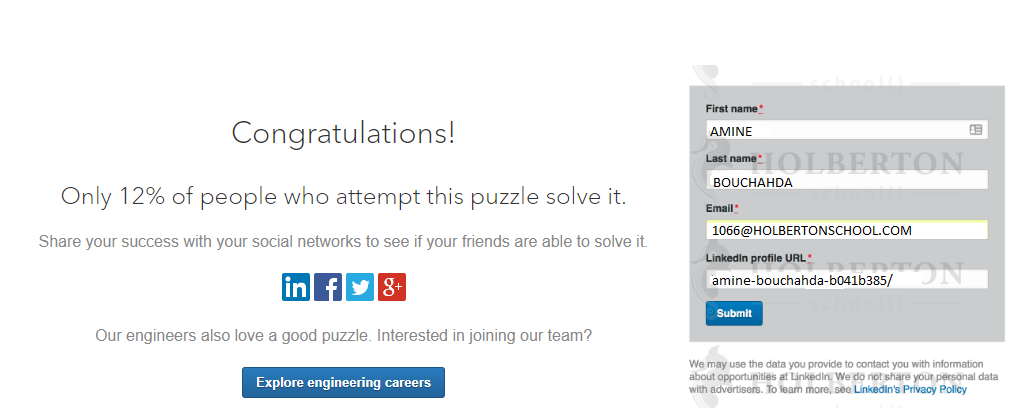 Congratulations!
Only 12% of people who attempt this puzzle solve it.
Share your success with your social networks to see if your friends are able to solve it.
in f g+
Our engineers also love a good puzzle. Interested in joining our team?
Explore engineering careers
school()
First name*
AMINE
HOLBERTON
Last name*
BOUCHAHDA
Email*
1066@HOLBERTONSCHOOL.COM
LinkedIn profile URL*
HOLBERTON
amine-bouchahda-b041b385/
school()
Submit
We may use the data you provide to contact you with information
about opportunities at LinkedIn. We do not share your personal data
with advertisers. To learn more, see LinkedIn's Privacy Policy
HOLBERTON